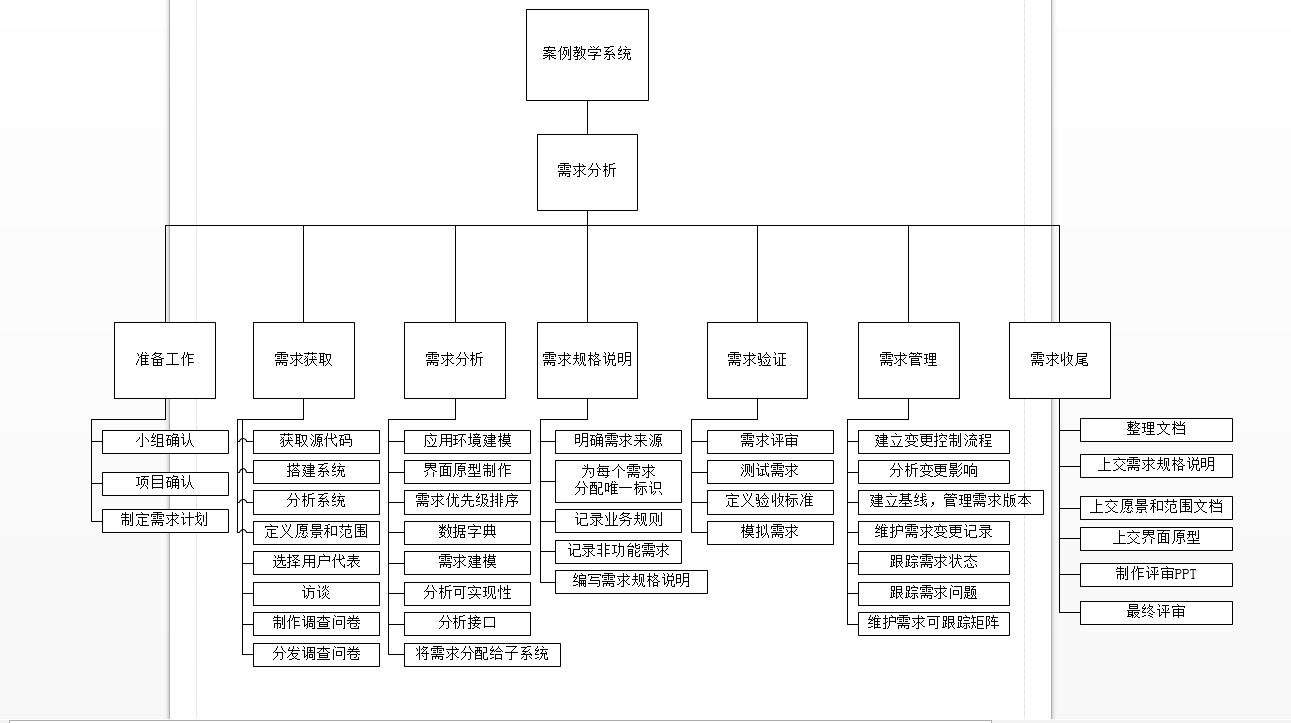 案例教学系统
需求分析
准备工作
需求获取
需求分析
需求规格说明
需求验证
需求管理
需求收尾
小组确认
项目确认
制定需求计划
获取源代码
搭建系统
分析系统
定义愿景和范围
选择用户代表
访谈
制作调查问卷
分发调查问卷
应用环境建模
界面原型制作
需求优先级排序
数据字典
需求建模
分析可实现性
分析接口
将需求分配给子系统
明确需求来源
为每个需求
分配唯一标识
记录业务规则
记录非功能需求
编写需求规格说明
需求评审
测试需求
定义验收标准
模拟需求
建立变更控制流程
分析变更影响
建立基线，管理需求版本
维护需求变更记录
跟踪需求状态
跟踪需求问题
维护需求可跟踪矩阵
整理文档
上交需求规格说明
上交愿景和范围文档
上交界面原型
制作评审PPT
最终评审